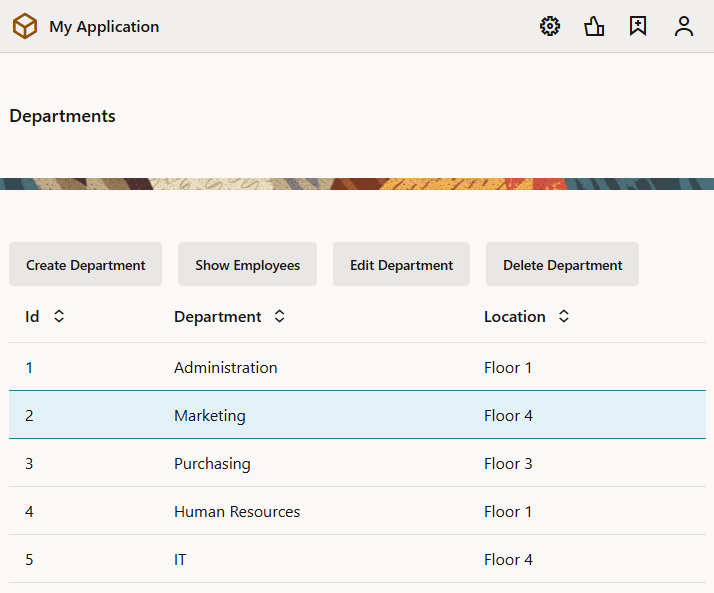 My Application
Departments
Create Department Show Employees Edit Department Delete Department
Id Department Location
1 Administration Floor 1
2 Marketing Floor 4
3 Purchasing Floor 3
4 Human Resources Floor 1
5 IT Floor 4